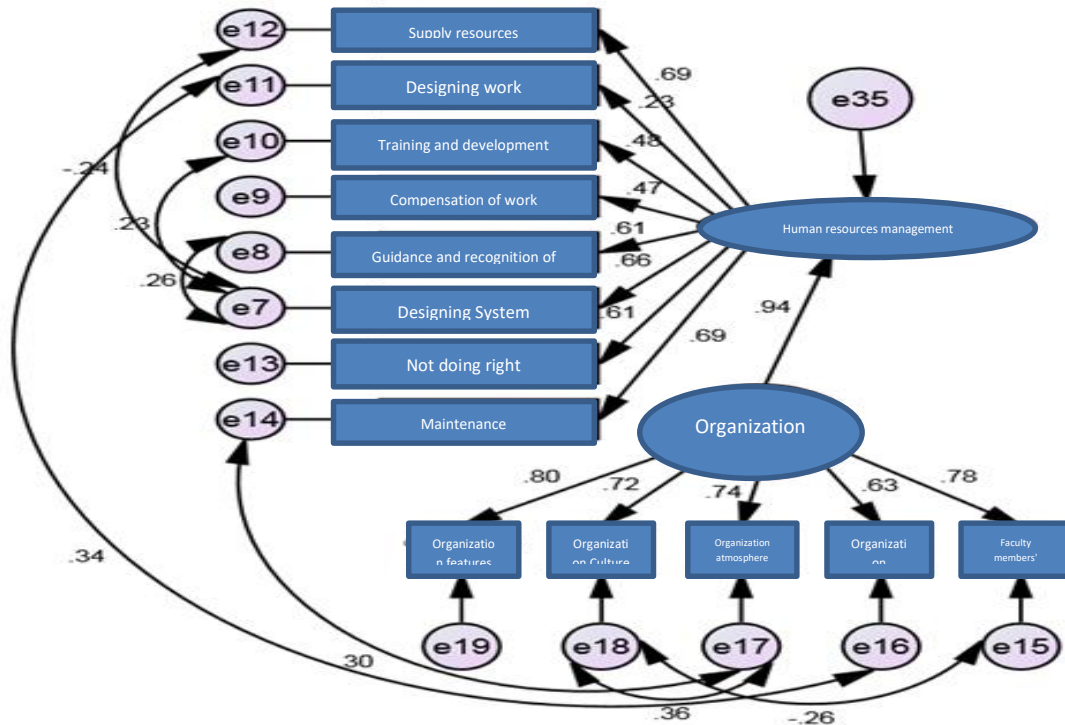 e12
Supply resources
.69
e11
Designing work
.23
e35
e10
Training and development
.48
-.24
e9
Compensation of work
.47
.23
e8
Guidance and recognition of
.61
Human resources management
.26
e7
Designing System
.66
.61
.94
e13
Not doing right
.69
e14
Maintenance
Organization
.80
.72
.74
.63
.78
Organizatio
n features
Organizati
on Culture
Organization
atmosphere
Organizati
on
Faculty
members'
.34
e19
e18
e17
e16
e15
30
.36
-.26